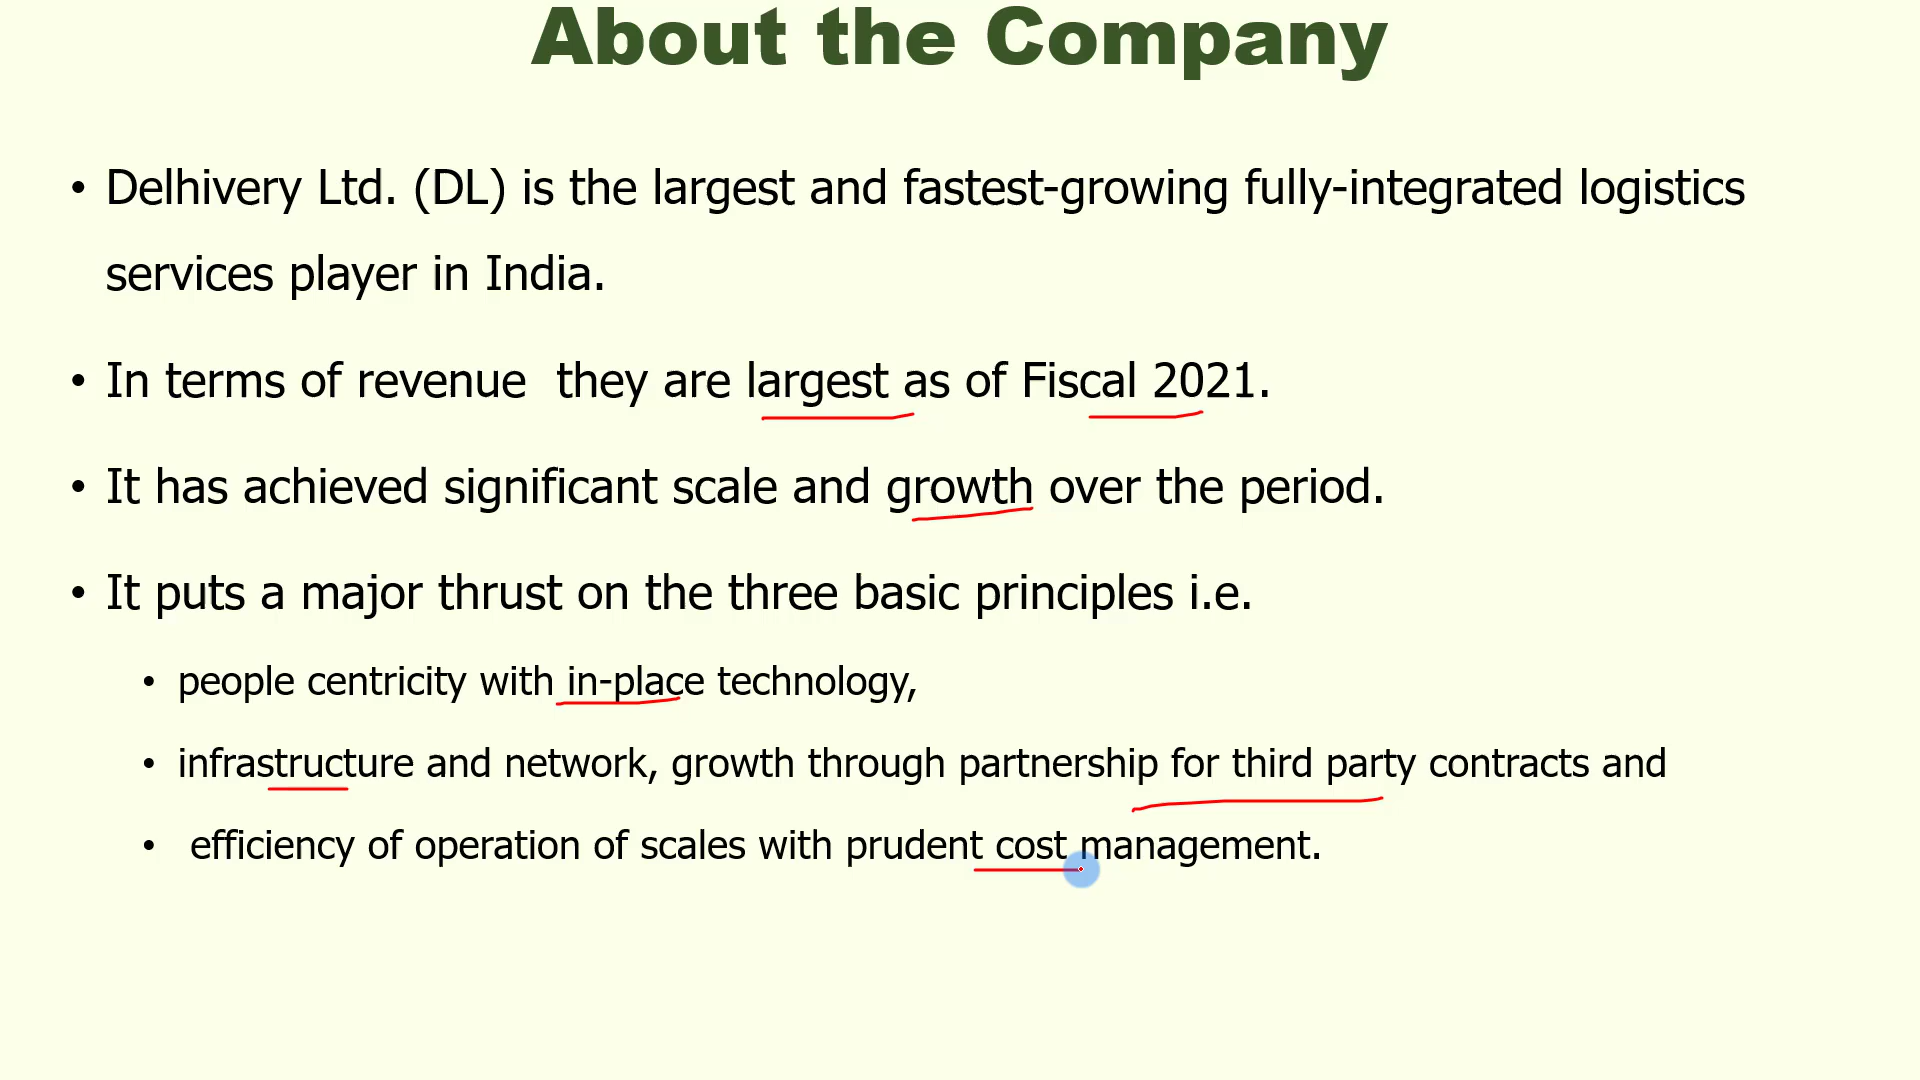 About the Company
• Delhivery Ltd. (DL) is the largest and fastest-growing fully-integrated logistics
services player in India.
• In terms of revenue  they are largest as of Fiscal 2021.
• It has achieved significant scale and growth over the period.
• It puts a major thrust on the three basic principles i.e.
• people centricity with in-place technology,
• infrastructure and network, growth through partnership for third party contracts and
• efficiency of operation of scales with prudent cost management.